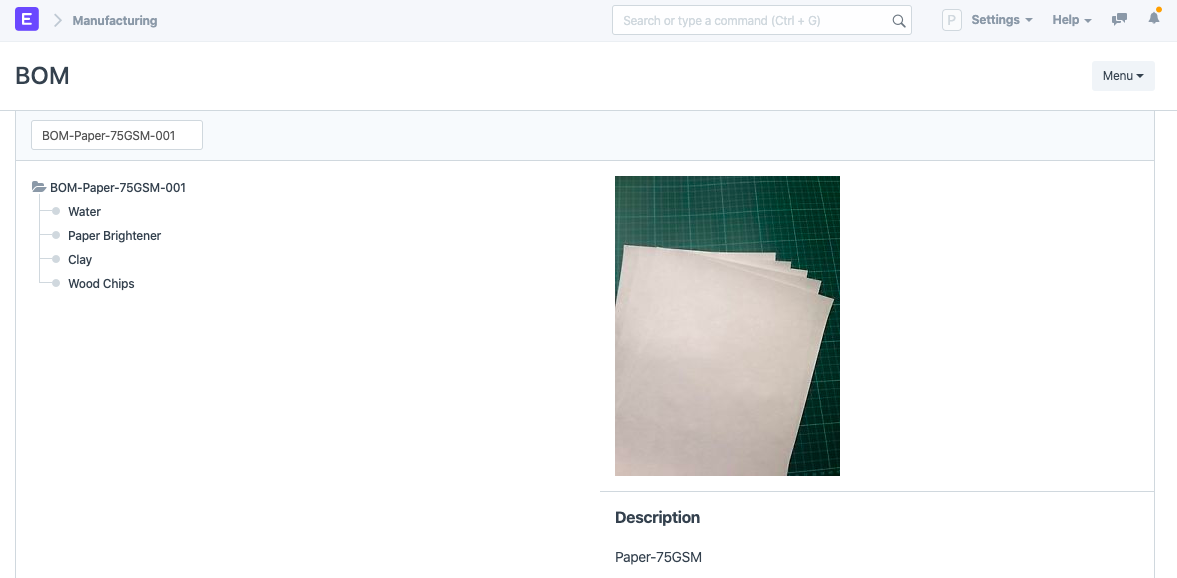 E
Manufacturing
Search or type a command (Ctrl + G)
P
Settings
Help
BOM
Menu
BOM-Paper-75GSM-001
BOM-Paper-75GSM-001
Water
Paper Brightener
Clay
Wood Chips
Description
Paper-75GSM